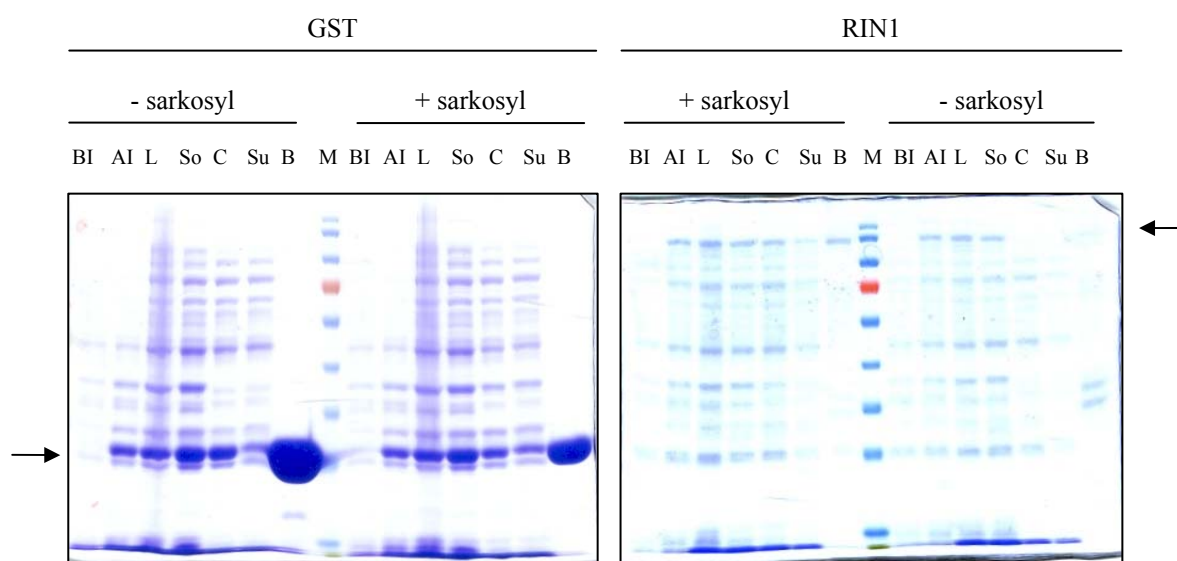 GST RIN1
- sarkosyl + sarkosyl + sarkosyl - sarkosyl
BI AI L So C Su B M BI AI L So C Su B BI AI L So C Su B M BI AI L So C Su B